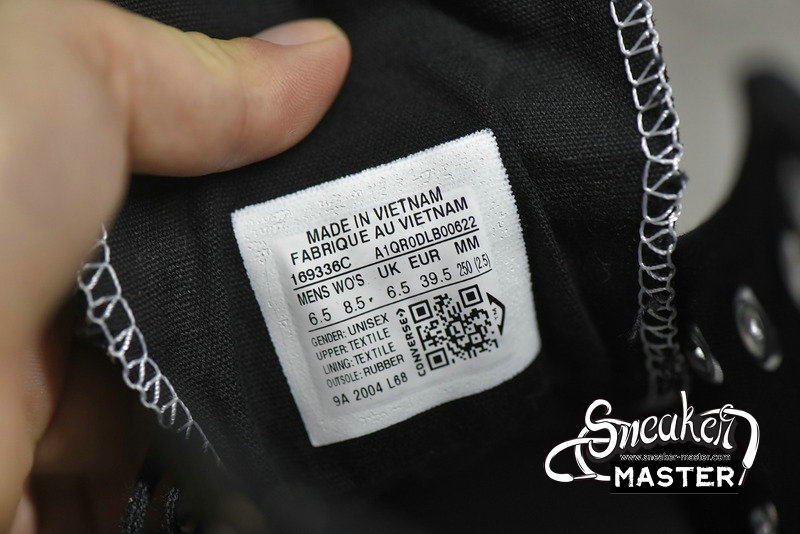 MADE IN VIETNAM
FABRIQUE AU VIETNAM
169336C A1QR0DLB00622
MENS WO'S UK EUR MM
6.5 8.5 6.5 39.5 250 (2.5)
GENDER: UNISEX
UPPER: TEXTILE
LINING: TEXTILE
OUTSOLE: RUBBER
9A 2004 L68
CONVERSE
Sneaker
www.sneaker-master.com
MASTER